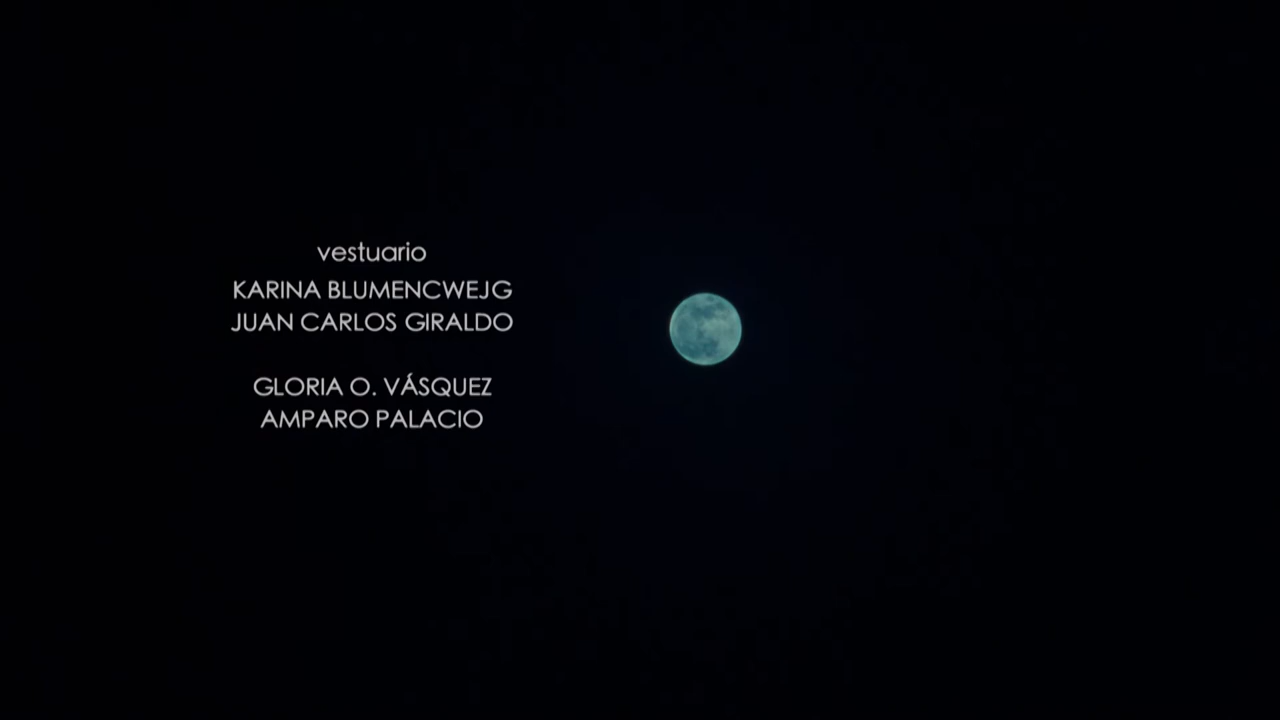 vestuario
KARINA BLUMENCWEJG
JUAN CARLOS GIRALDO
GLORIA O. VÁSQUEZ
AMPARO PALACIO